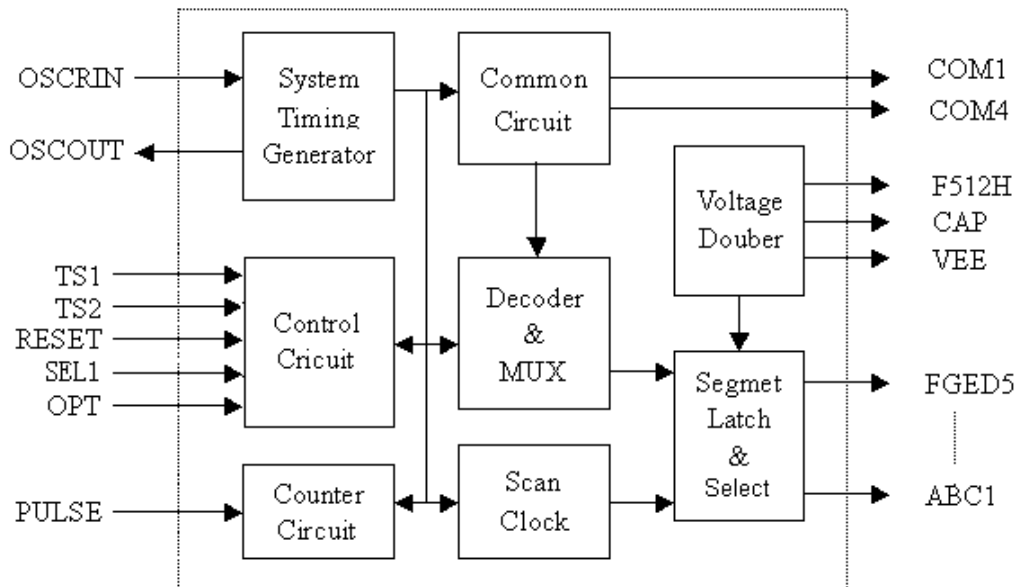 OSCRIN
OSCOUT
System
Timing
Generator
Common
Circuit
COM1
COM4
Voltage
Douber
F512H
CAP
VEE
TS1
TS2
RESET
SEL1
OPT
Control
Cricuit
Decoder
&
MUX
Segmet
Latch
&
Select
FGED5
ABC1
PULSE
Counter
Circuit
Scan
Clock